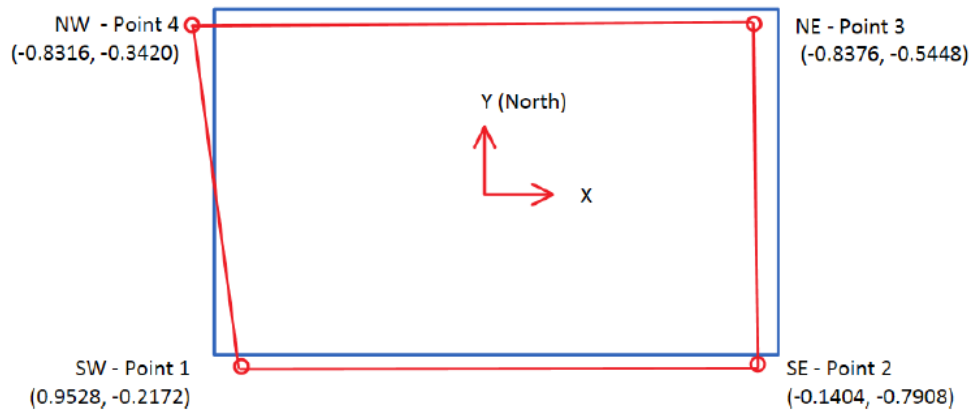 NW - Point 4
(-0.8316, -0.3420)
NE - Point 3
(-0.8376, -0.5448)
Y (North)
X
SW - Point 1
(0.9528, -0.2172)
SE - Point 2
(-0.1404, -0.7908)